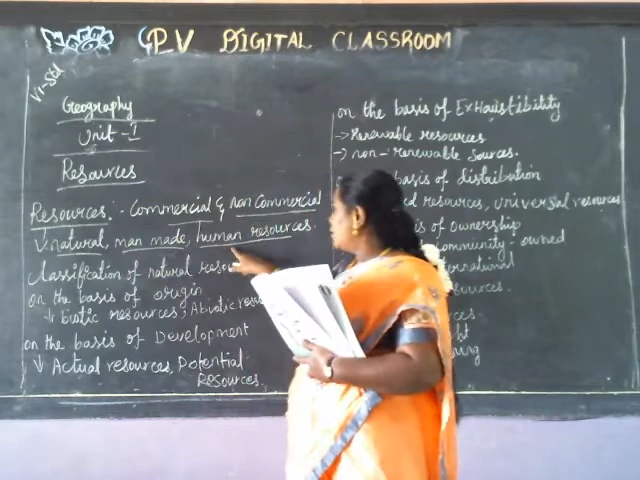 PV DIGITAL CLASSROOM
VI-Std
Geography
Unit - I
Resources
Resources: - Commercial & non Commercial
natural, man made, human resources.
Classification of natural
on the basis of origin
biotic resources, Abiotic
on the basis of Development
Actual resources, Potential
Resources.
on the basis of Exhaustibility
→ Renewable resources
→ non - renewable sources.
basis of distribution
resources, universal resources
of ownership
community - owned